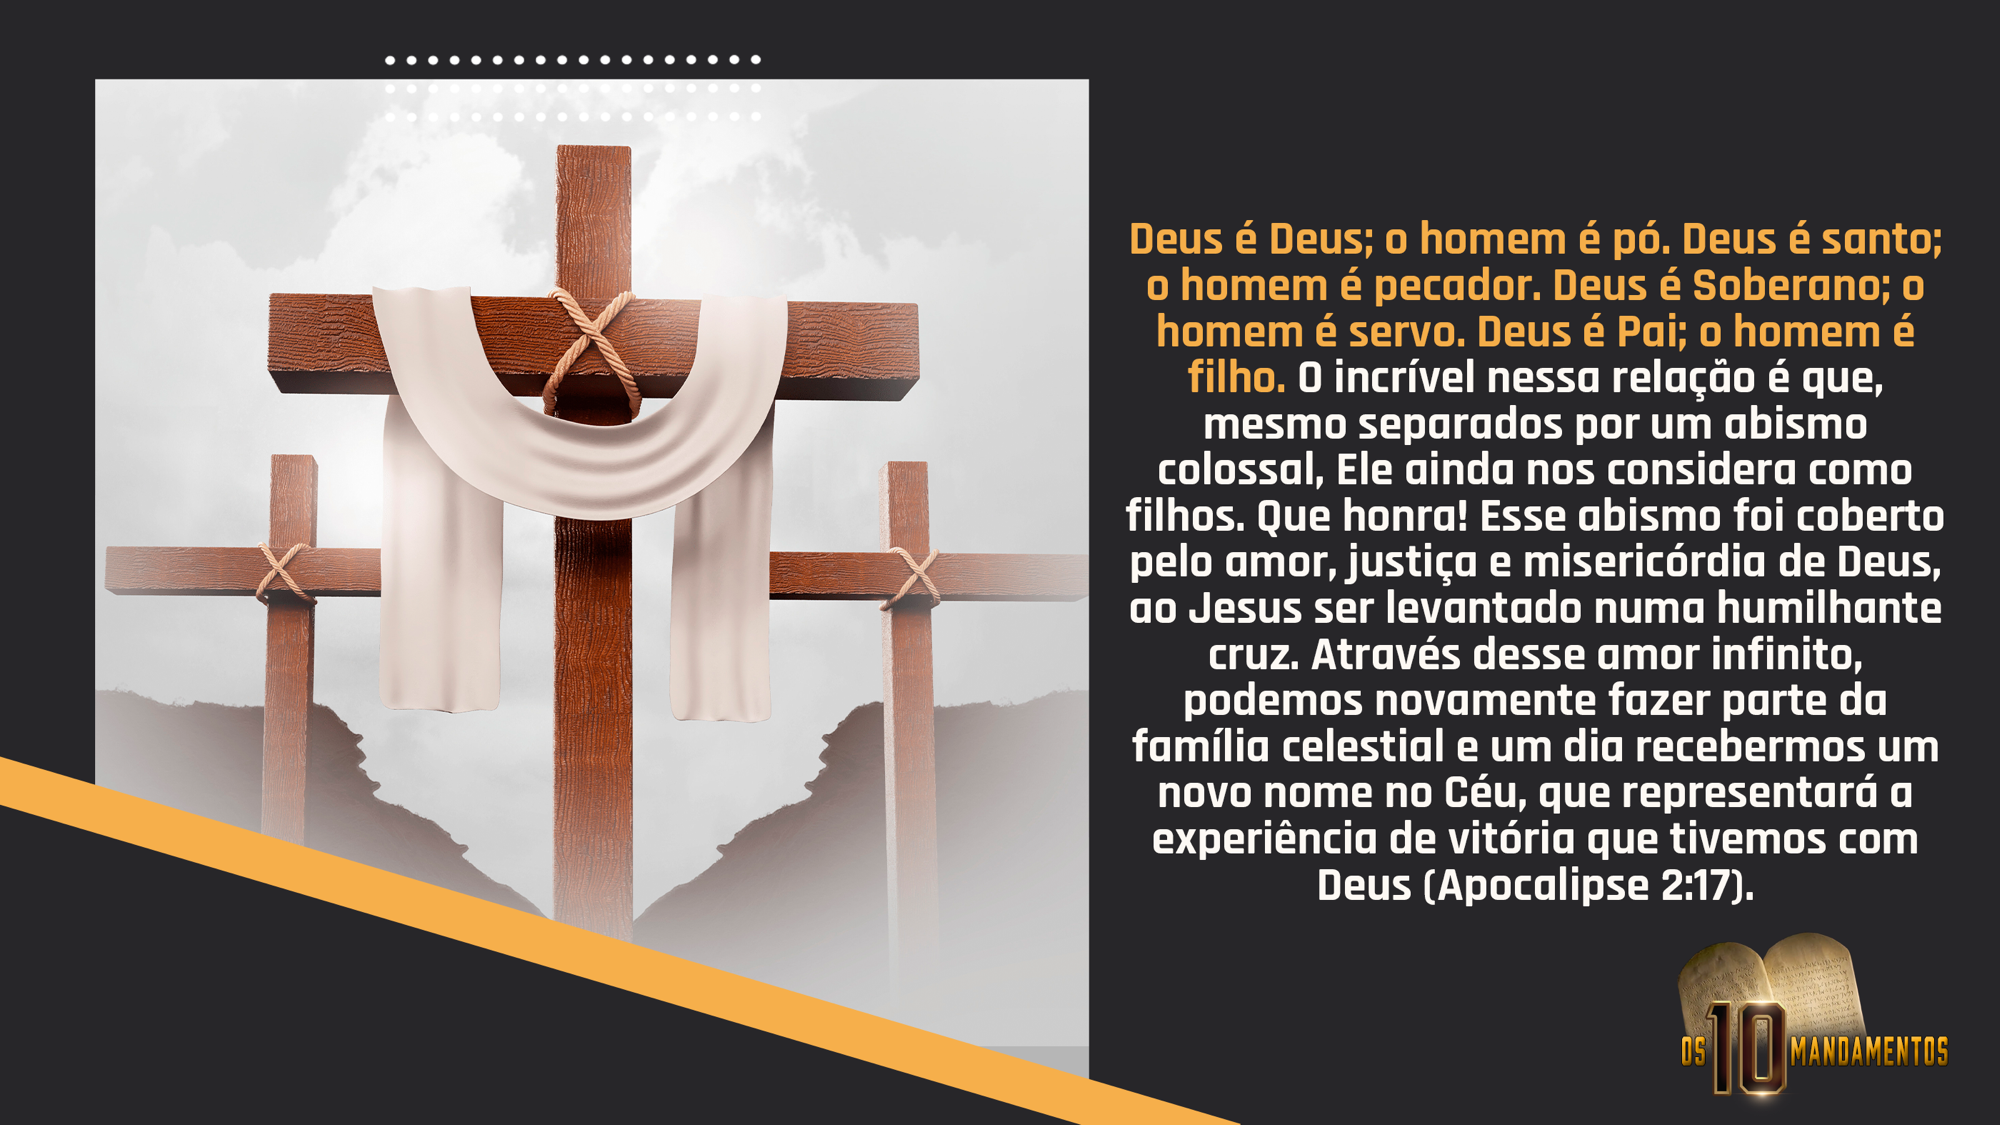 Deus é Deus; o homem é pó. Deus é santo;
o homem é pecador. Deus é Soberano; o
homem é servo. Deus é Pai; o homem é
filho. O incrível nessa relação é que,
mesmo separados por um abismo
colossal, Ele ainda nos considera como
filhos. Que honra! Esse abismo foi coberto
pelo amor, justiça e misericórdia de Deus,
ao Jesus ser levantado numa humilhante
cruz. Através desse amor infinito,
podemos novamente fazer parte da
família celestial e um dia recebermos um
novo nome no Céu, que representará a
experiência de vitória que tivemos com
Deus (Apocalipse 2:17).
OS 10 MANDAMENTOS